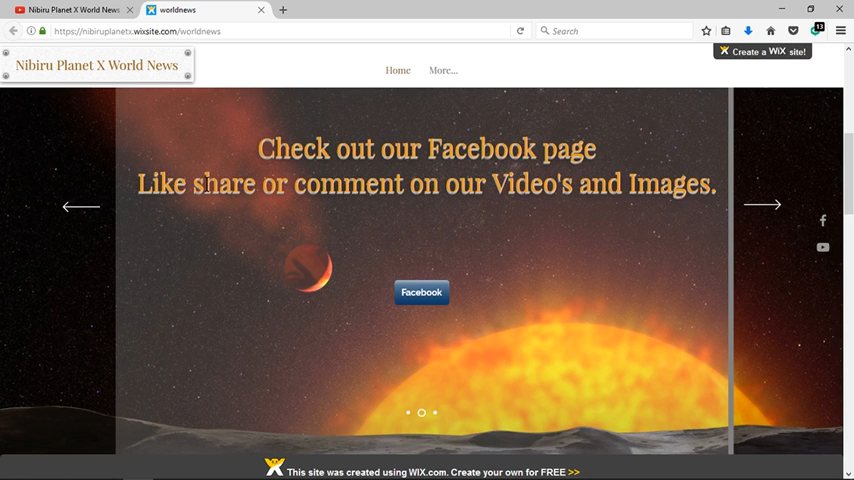 Nibiru Planet X World News
worldnews
https://nibiruplanetx.wixsite.com/worldnews
Search
13
Create a WiX site!
Nibiru Planet X World News
Home
More...
Check out our Facebook page
Like share or comment on our Video's and Images.
Facebook
This site was created using WIX.com. Create your own for FREE >>